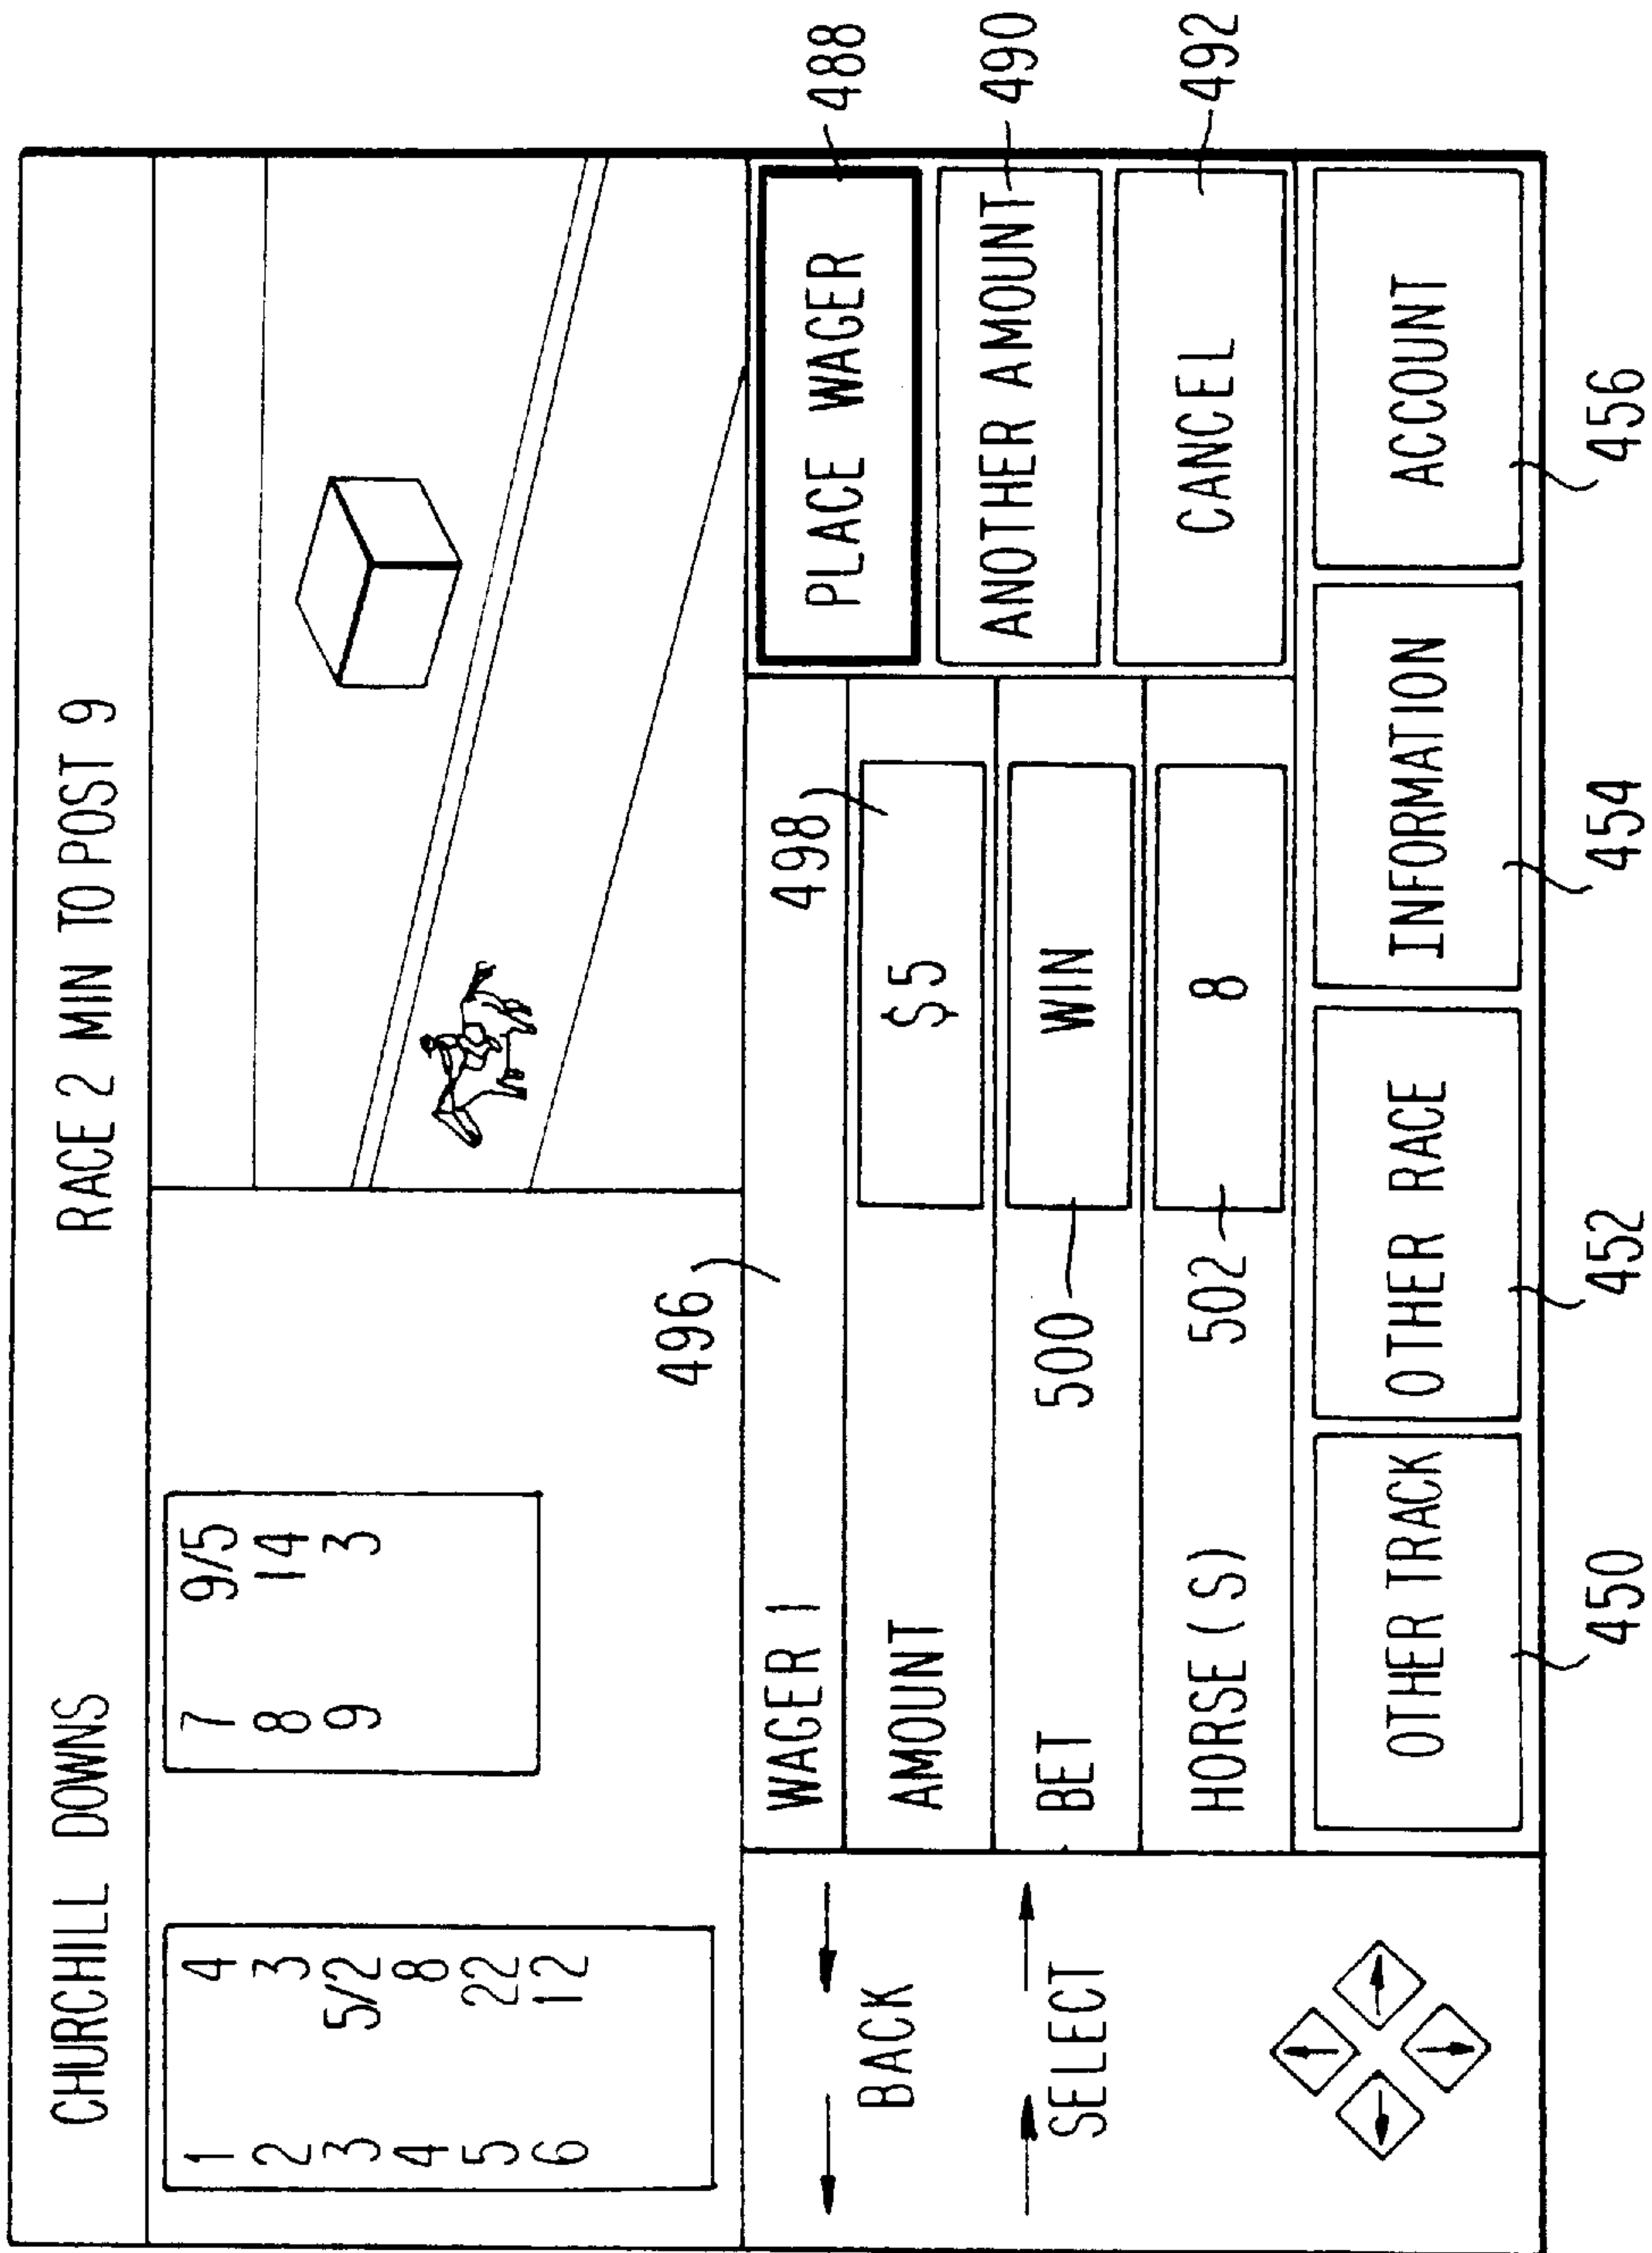 CHURCHILL DOWNS RACE 2 MIN TO POST 9
1 4
2 3
3 5/2
4 8
5 22
6 12
7 9/5
8 14
9 3
496
BACK
SELECT
WAGER 1
AMOUNT $5
498
BET WIN
500
HORSE (S) 8
502
PLACE WAGER
488
ANOTHER AMOUNT
490
CANCEL
492
OTHER TRACK
OTHER RACE
INFORMATION
ACCOUNT
450
452
454
456